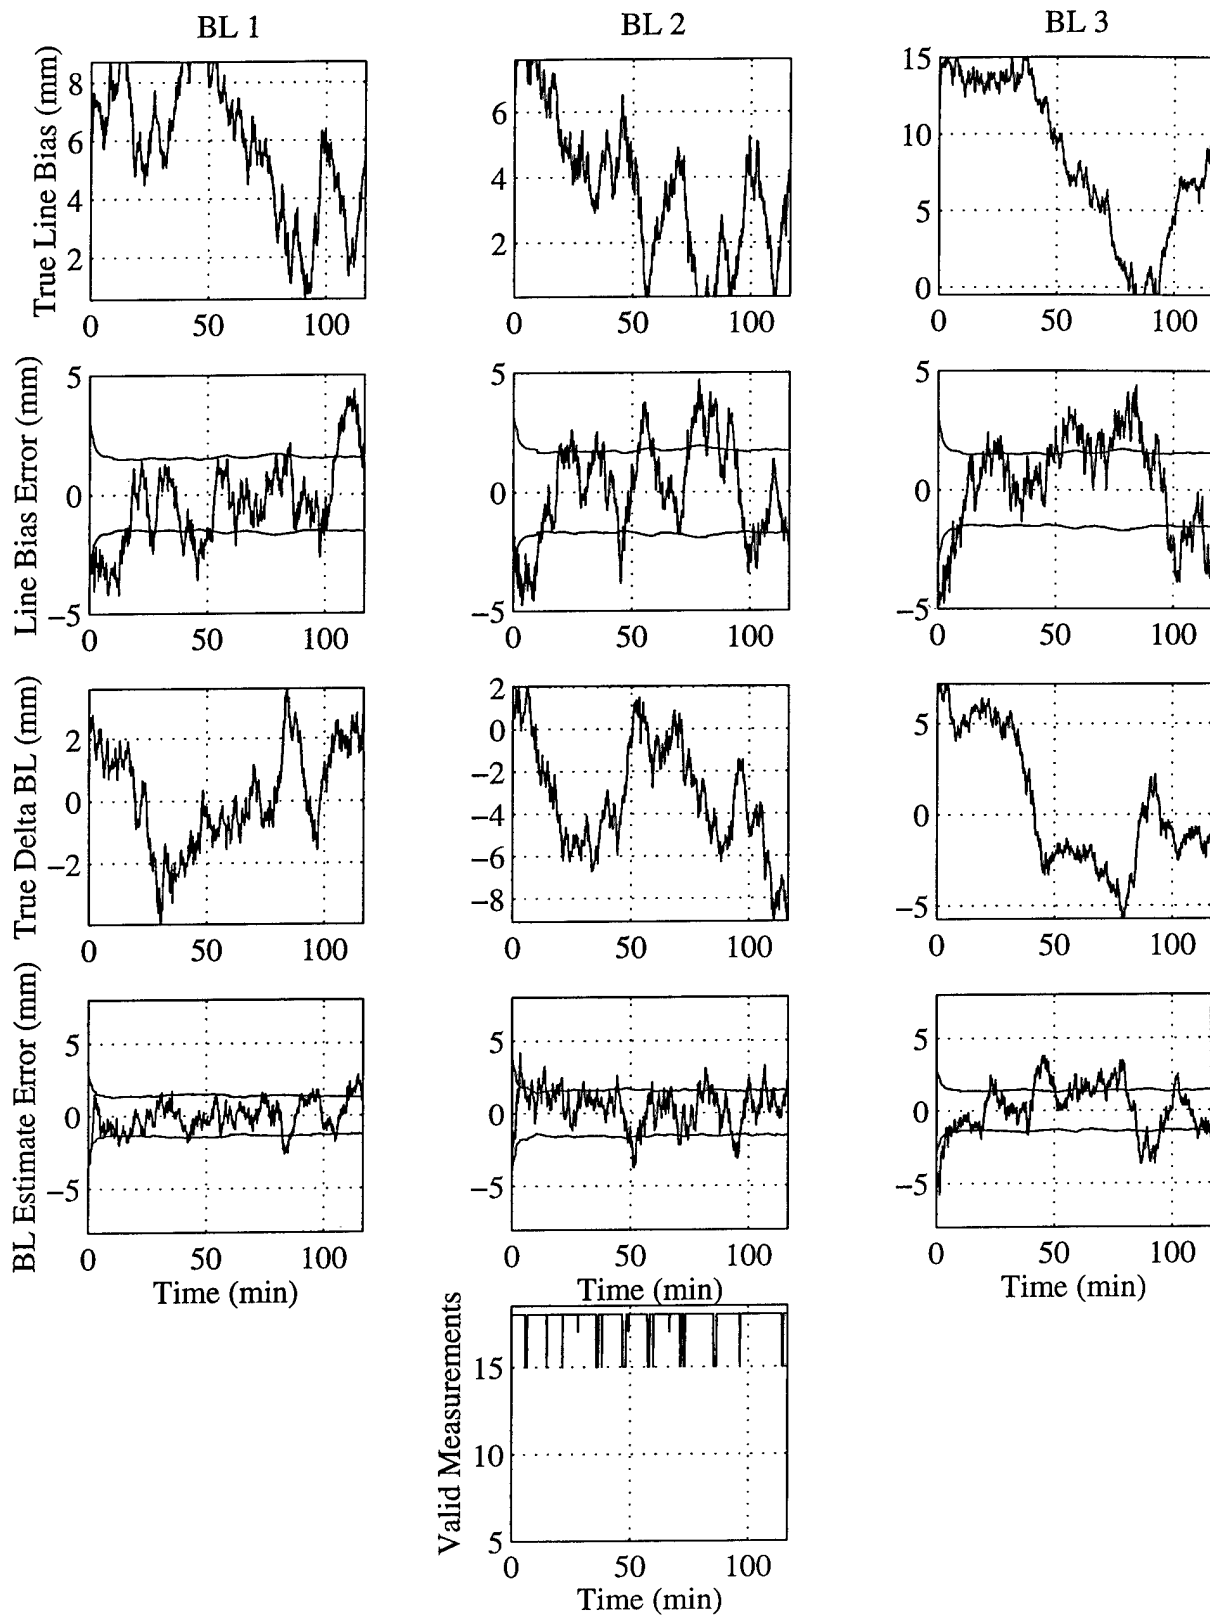 BL 1
BL 2
BL 3
True Line Bias (mm)
8
6
4
2
0 50 100
6
4
2
0 50 100
15
10
5
0
0 50 100
Line Bias Error (mm)
5
0
−5
0 50 100
5
0
−5
0 50 100
5
0
−5
0 50 100
True Delta BL (mm)
2
0
−2
0 50 100
2
0
−2
−4
−6
−8
0 50 100
5
0
−5
0 50 100
BL Estimate Error (mm)
5
0
−5
0 50 100
Time (min)
5
0
−5
0 50 100
Time (min)
5
0
−5
0 50 100
Time (min)
Valid Measurements
15
10
5
0 50 100
Time (min)